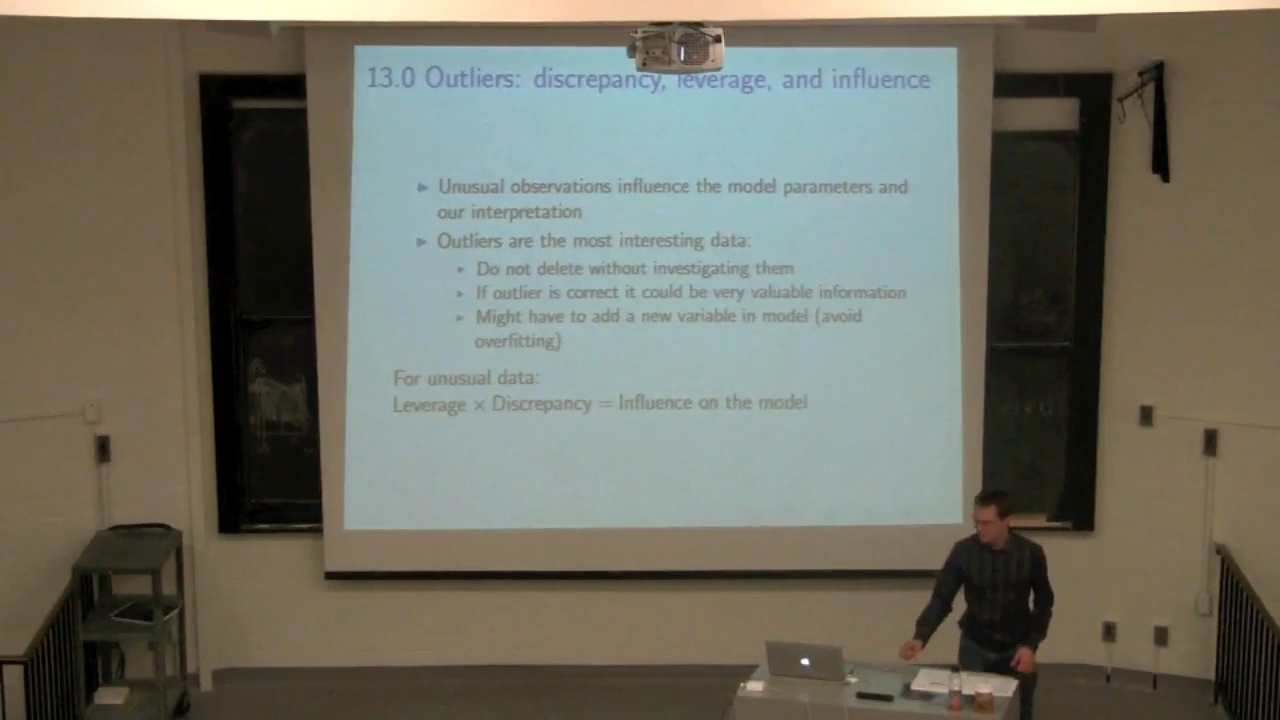 13.0 Outliers: discrepancy, leverage, and influence
► Unusual observations influence the model parameters and
our interpretation
► Outliers are the most interesting data:
► Do not delete without investigating them
► If outlier is correct it could be very valuable information
► Might have to add a new variable in model (avoid
overfitting)
For unusual data:
Leverage × Discrepancy = Influence on the model